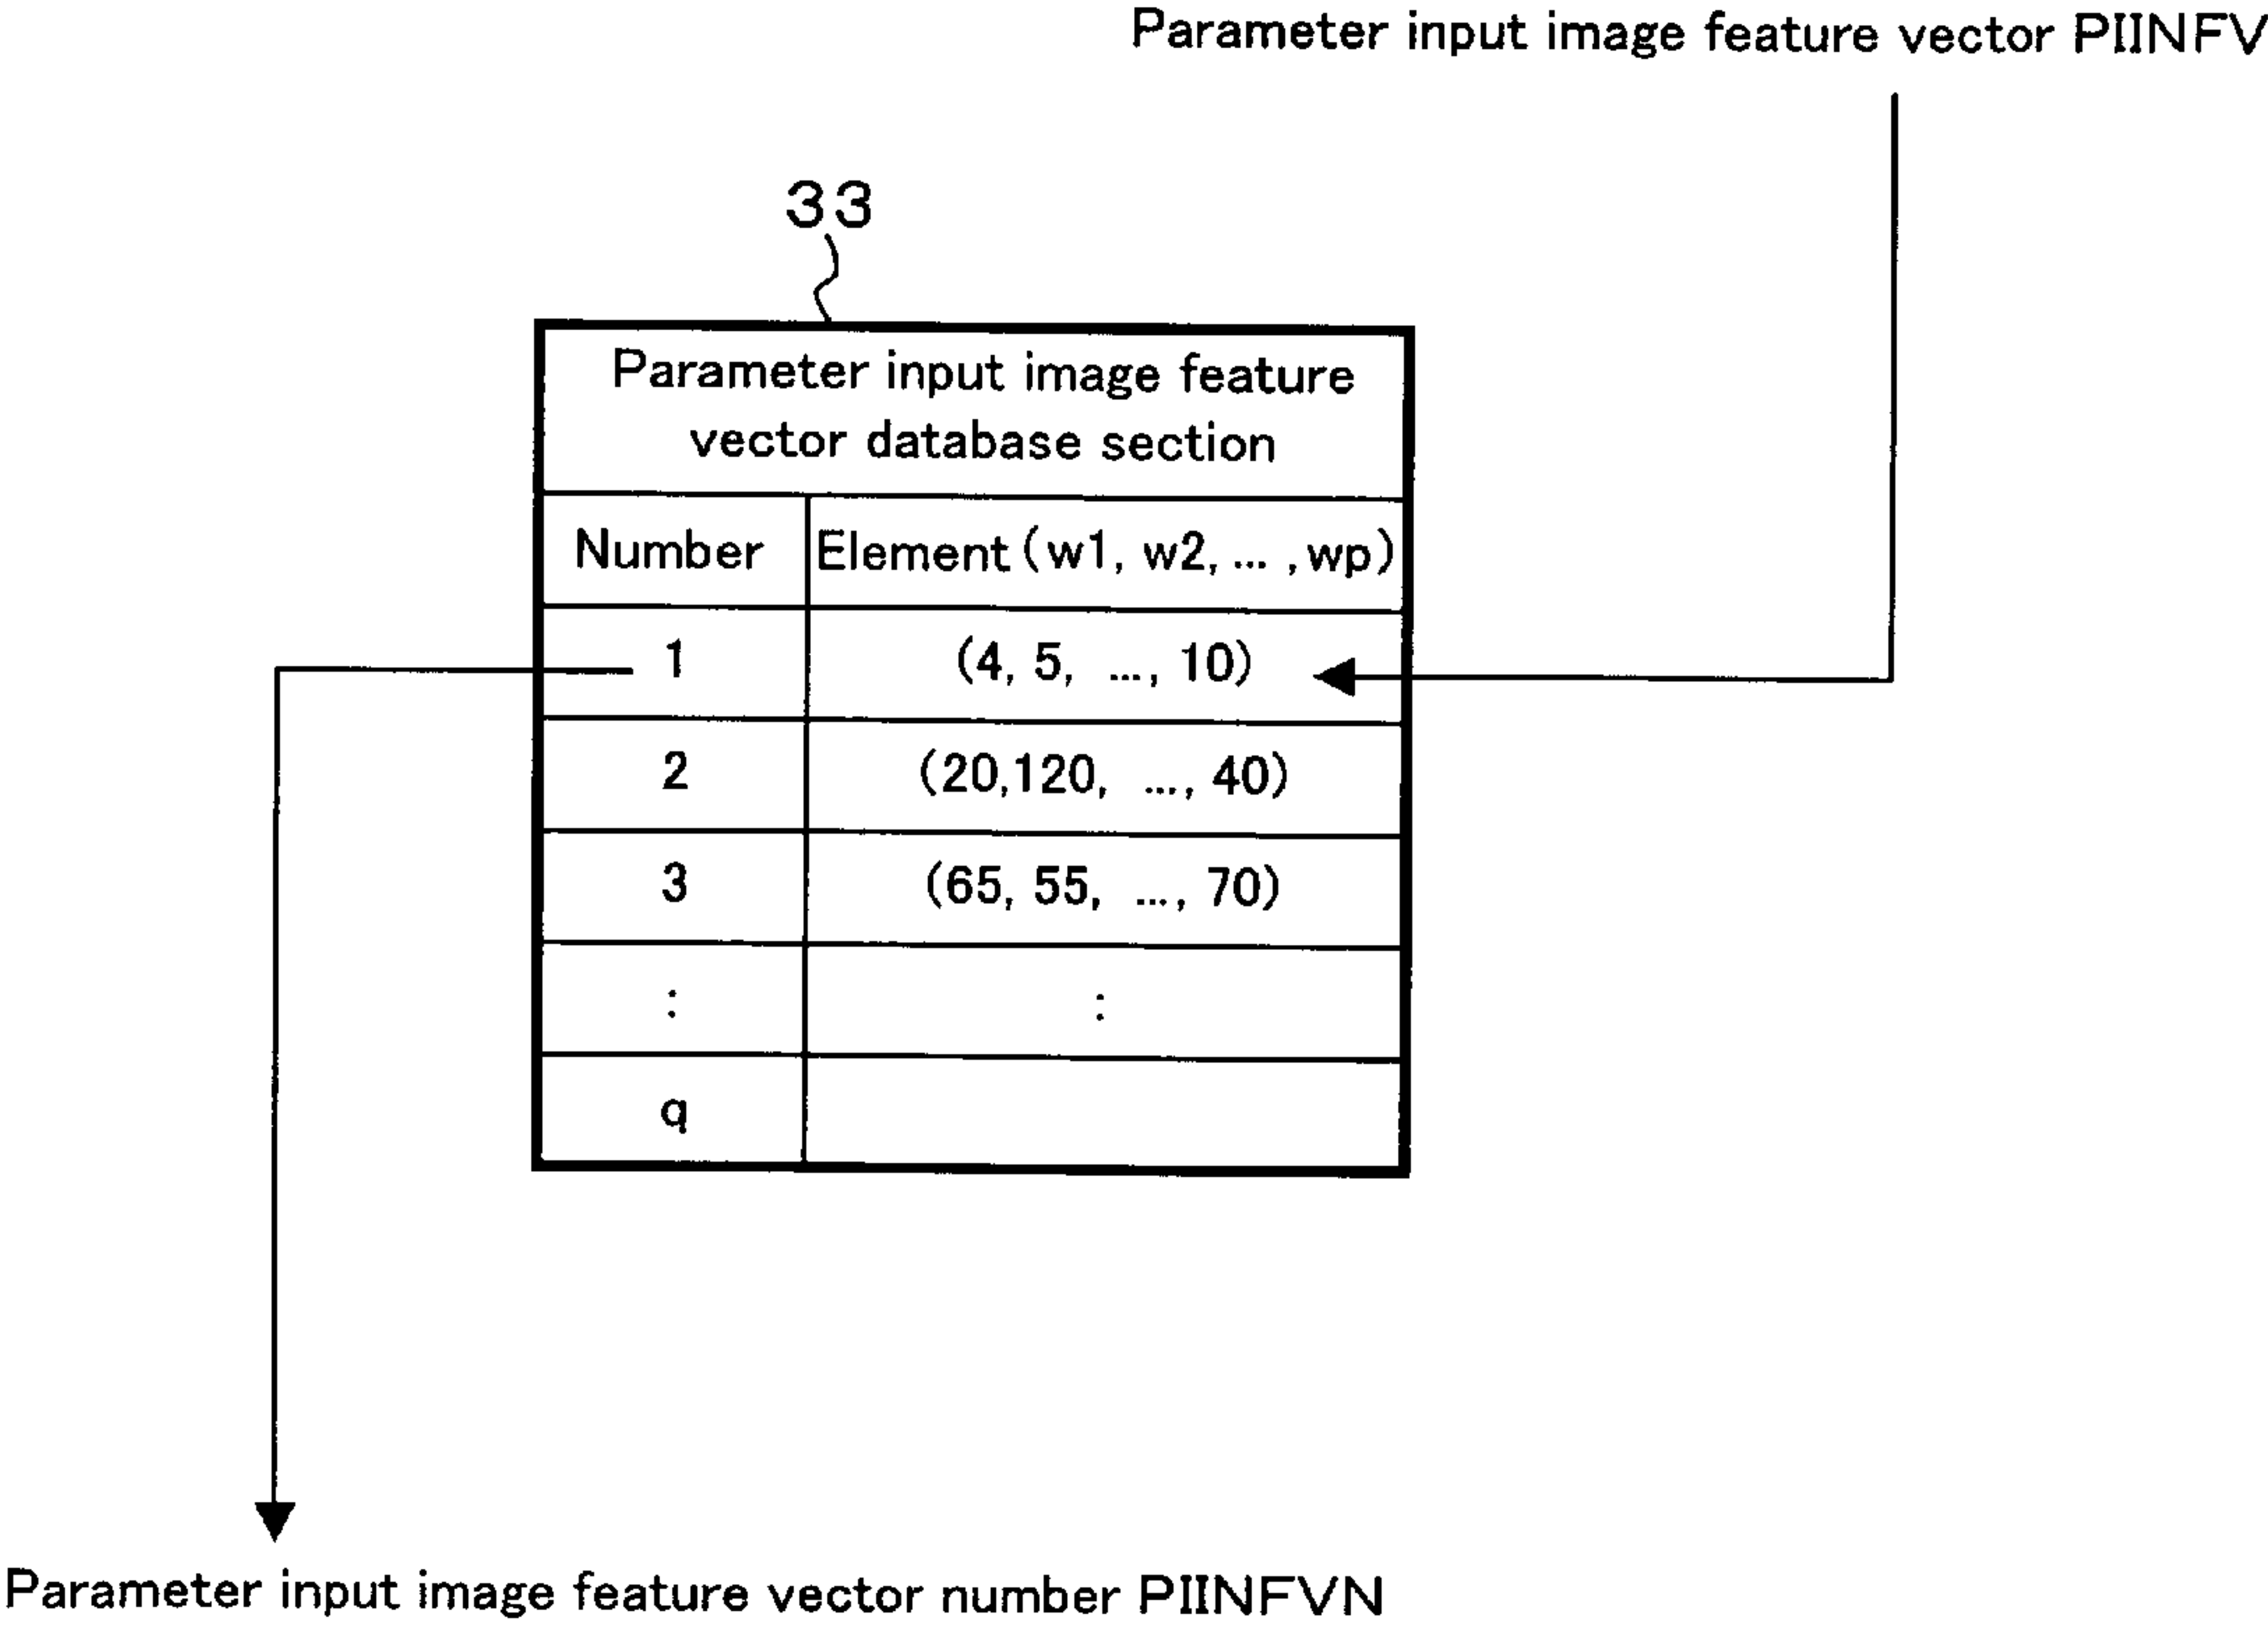 Parameter input image feature vector PIINFV
33
Parameter input image feature
vector database section
Number Element (w1, w2, … , wp)
1 (4, 5, …, 10)
2 (20,120, …, 40)
3 (65, 55, …, 70)
: :
q
Parameter input image feature vector number PIINFVN